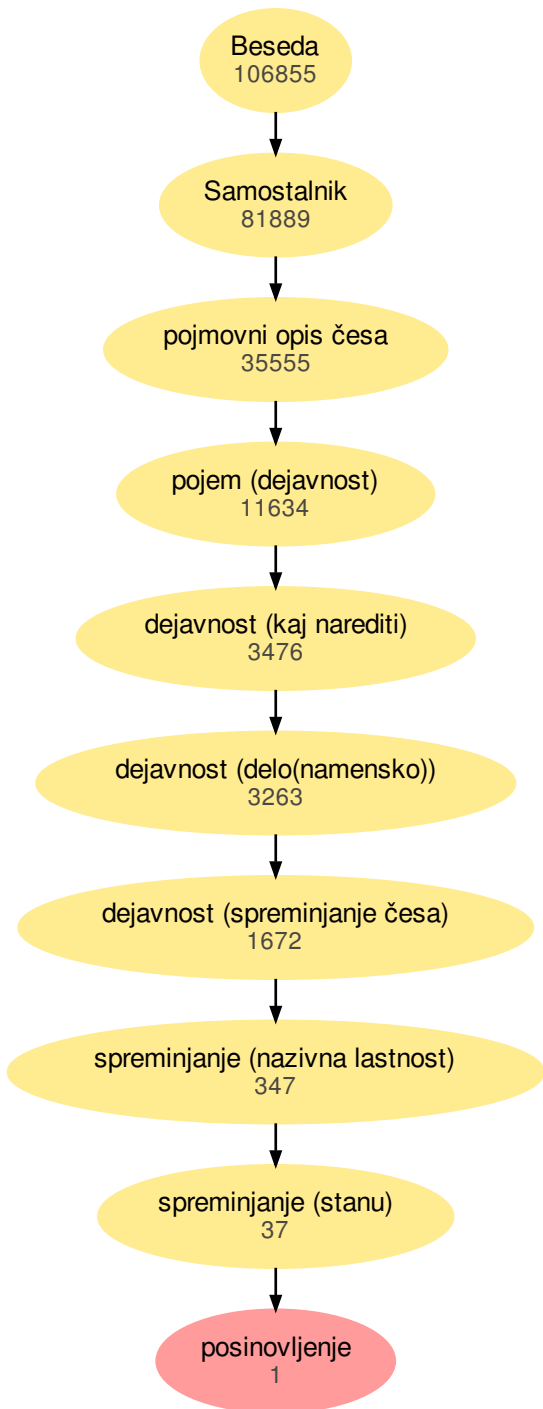 Beseda
106855
Samostalnik
81889
pojmovni opis česa
35555
pojem (dejavnost)
11634
dejavnost (kaj narediti)
3476
dejavnost (delo(namensko))
3263
dejavnost (spreminjanje česa)
1672
spreminjanje (nazivna lastnost)
347
spreminjanje (stanu)
37
posinovljenje
1